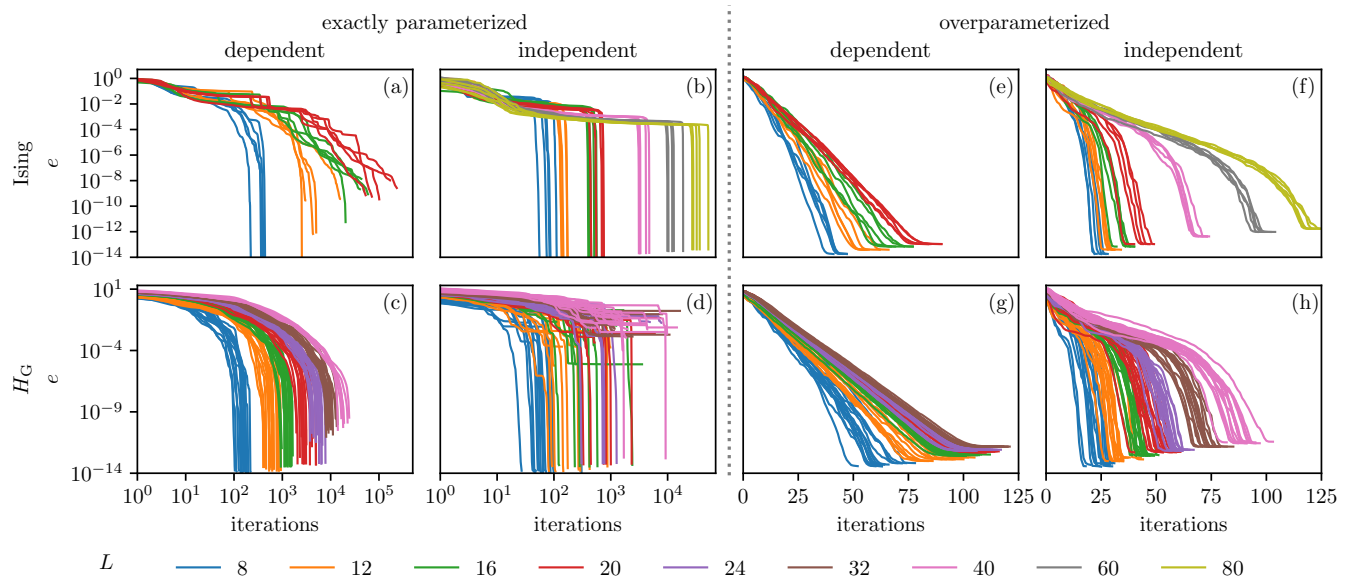 exactly parameterized overparameterized
dependent independent dependent independent
Ising
e
10^0
10^-2
10^-4
10^-6
10^-8
10^-10
10^-12
10^-14
(a) (b) (e) (f)
H_G
e
10^1
10^-4
10^-9
10^-14
(c) (d) (g) (h)
10^0 10^1 10^2 10^3 10^4 10^5 10^0 10^1 10^2 10^3 10^4 0 25 50 75 100 125 0 25 50 75 100 125
iterations iterations iterations iterations
L 8 12 16 20 24 32 40 60 80